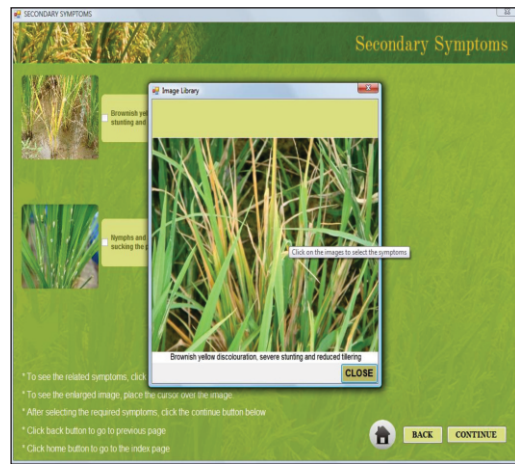 SECONDARY SYMPTOMS
Secondary Symptoms
Image Library
Brownish yel
stunting and
Click on the images to select the symptoms
Nymphs and
sucking the p
Brownish yellow discolouration, severe stunting and reduced tillering
CLOSE
* To see the related symptoms, click
* To see the enlarged image, place the cursor over the image.
* After selecting the required symptoms, click the continue button below
* Click back button to go to previous page
* Click home button to go to the index page
BACK CONTINUE